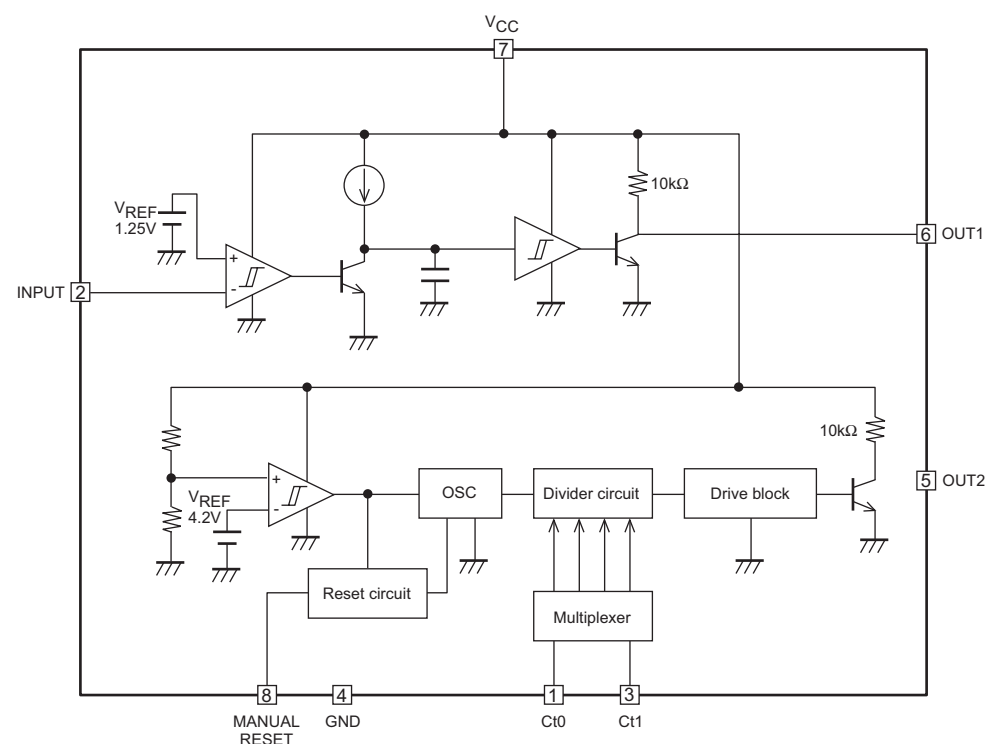 VCC
7
10kΩ
VREF
1.25V
+
-
INPUT 2
6 OUT1
10kΩ
VREF
4.2V
+
-
OSC
Divider circuit
Drive block
5 OUT2
Reset circuit
Multiplexer
8
4
1
3
MANUAL
RESET
GND
Ct0
Ct1